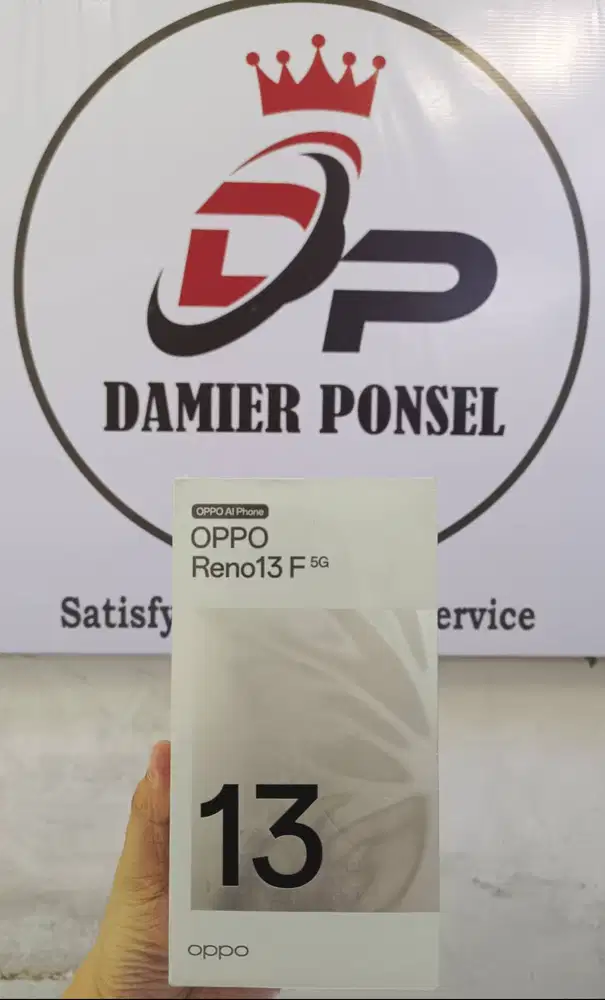 DP
DAMIER PONSEL
OPPO AI Phone
OPPO
Reno13 F 5G
Satisfy
ervice
13
oppo